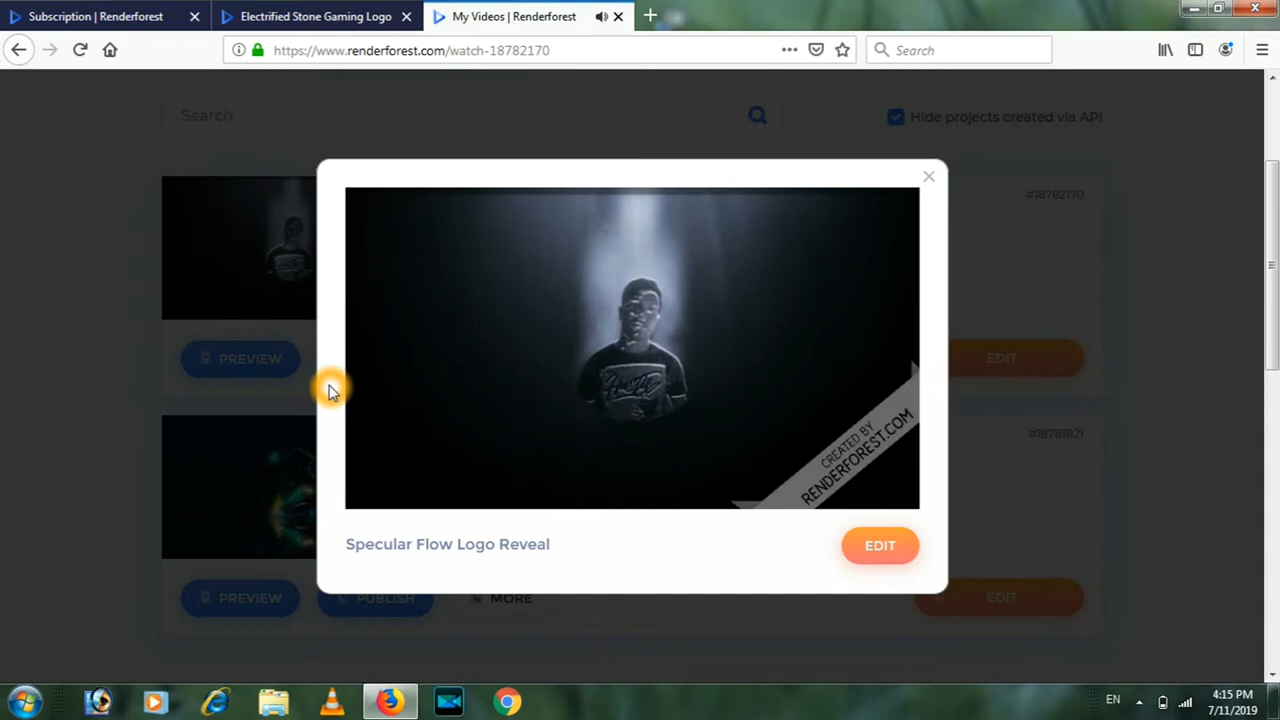 Subscription | Renderforest
Electrified Stone Gaming Logo
My Videos | Renderforest
https://www.renderforest.com/watch-18782170
Search
Search
Hide projects created via API
#18782170
PREVIEW
EDIT
Hustle
CREATED BY
RENDERFOREST.COM
#18781821
Specular Flow Logo Reveal
EDIT
PREVIEW
PUBLISH
MORE
EDIT
EN
4:15 PM
7/11/2019